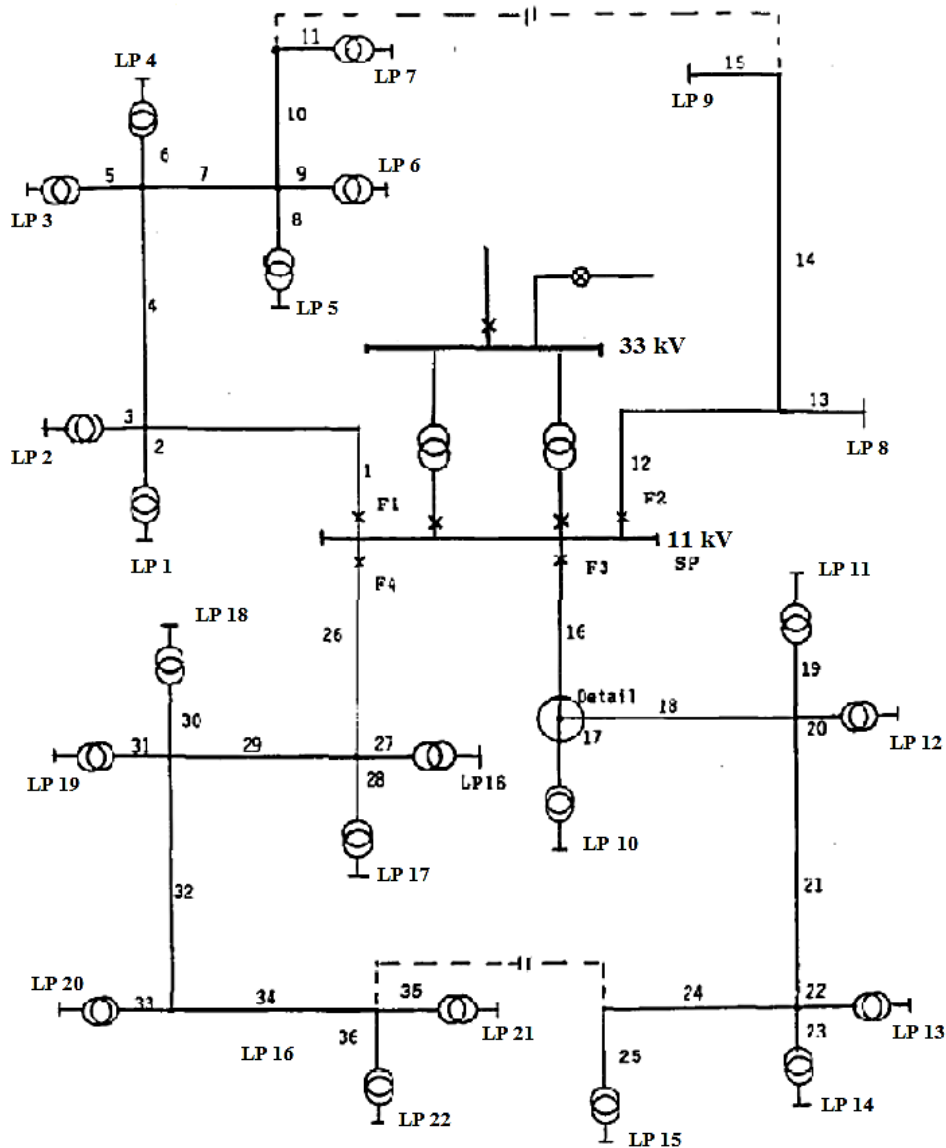 11
LP 4
LP 7
15
LP 9
10
6
5
7
9
LP 6
LP 3
8
LP 5
14
4
33 kV
3
2
13
LP 2
LP 8
1
12
F1
F2
11 kV
LP 1
F4
F3
SP
LP 11
LP 18
26
16
19
Detail
18
30
17
20
LP 12
31
29
27
LP 19
28
LP16
LP 10
LP 17
32
21
LP 20
35
24
22
33
34
LP 21
LP 13
36
23
LP 16
25
LP 14
LP 22
LP 15